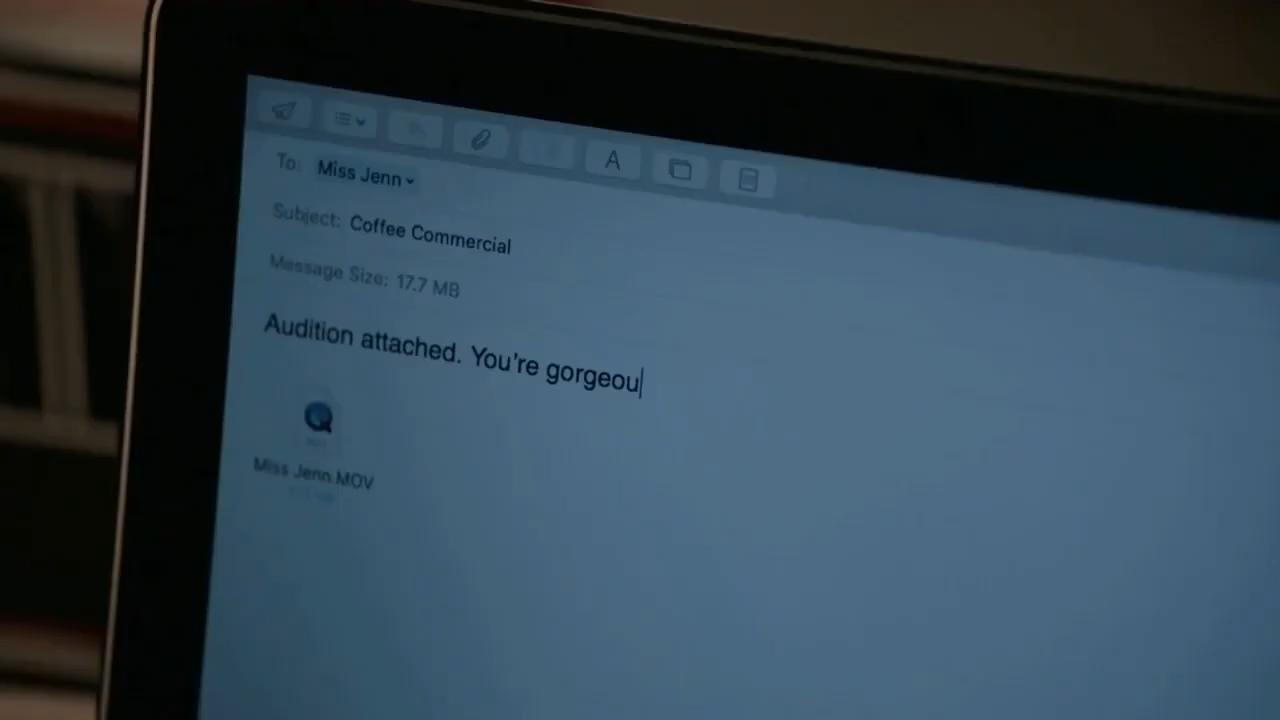 To: Miss Jenn
Subject: Coffee Commercial
Message Size: 17.7 MB
Audition attached. You're gorgeou
Miss Jenn.MOV